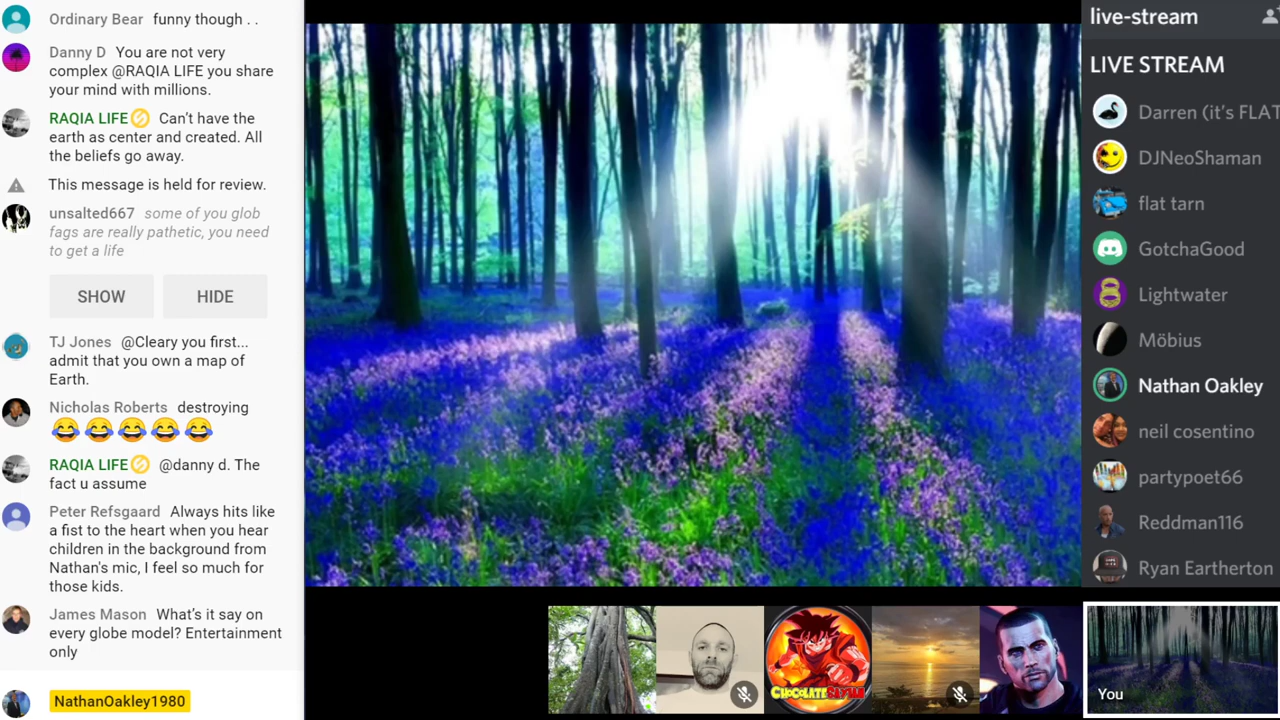 Ordinary Bear funny though . .
Danny D You are not very
complex @RAQIA LIFE you share
your mind with millions.
RAQIA LIFE Can't have the
earth as center and created. All
the beliefs go away.
This message is held for review.
unsalted667 some of you glob
fags are really pathetic, you need
to get a life
SHOW HIDE
TJ Jones @Cleary you first...
admit that you own a map of
Earth.
Nicholas Roberts destroying
😂😂😂😂😂
RAQIA LIFE @danny d. The
fact u assume
Peter Refsgaard Always hits like
a fist to the heart when you hear
children in the background from
Nathan's mic, I feel so much for
those kids.
James Mason What's it say on
every globe model? Entertainment
only
NathanOakley1980
CHOCOLATE SAIYAN
live-stream
LIVE STREAM
Darren (it's FLAT
DJNeoShaman
flat tarn
GotchaGood
Lightwater
Möbius
Nathan Oakley
neil cosentino
partypoet66
Reddman116
Ryan Eartherton
You